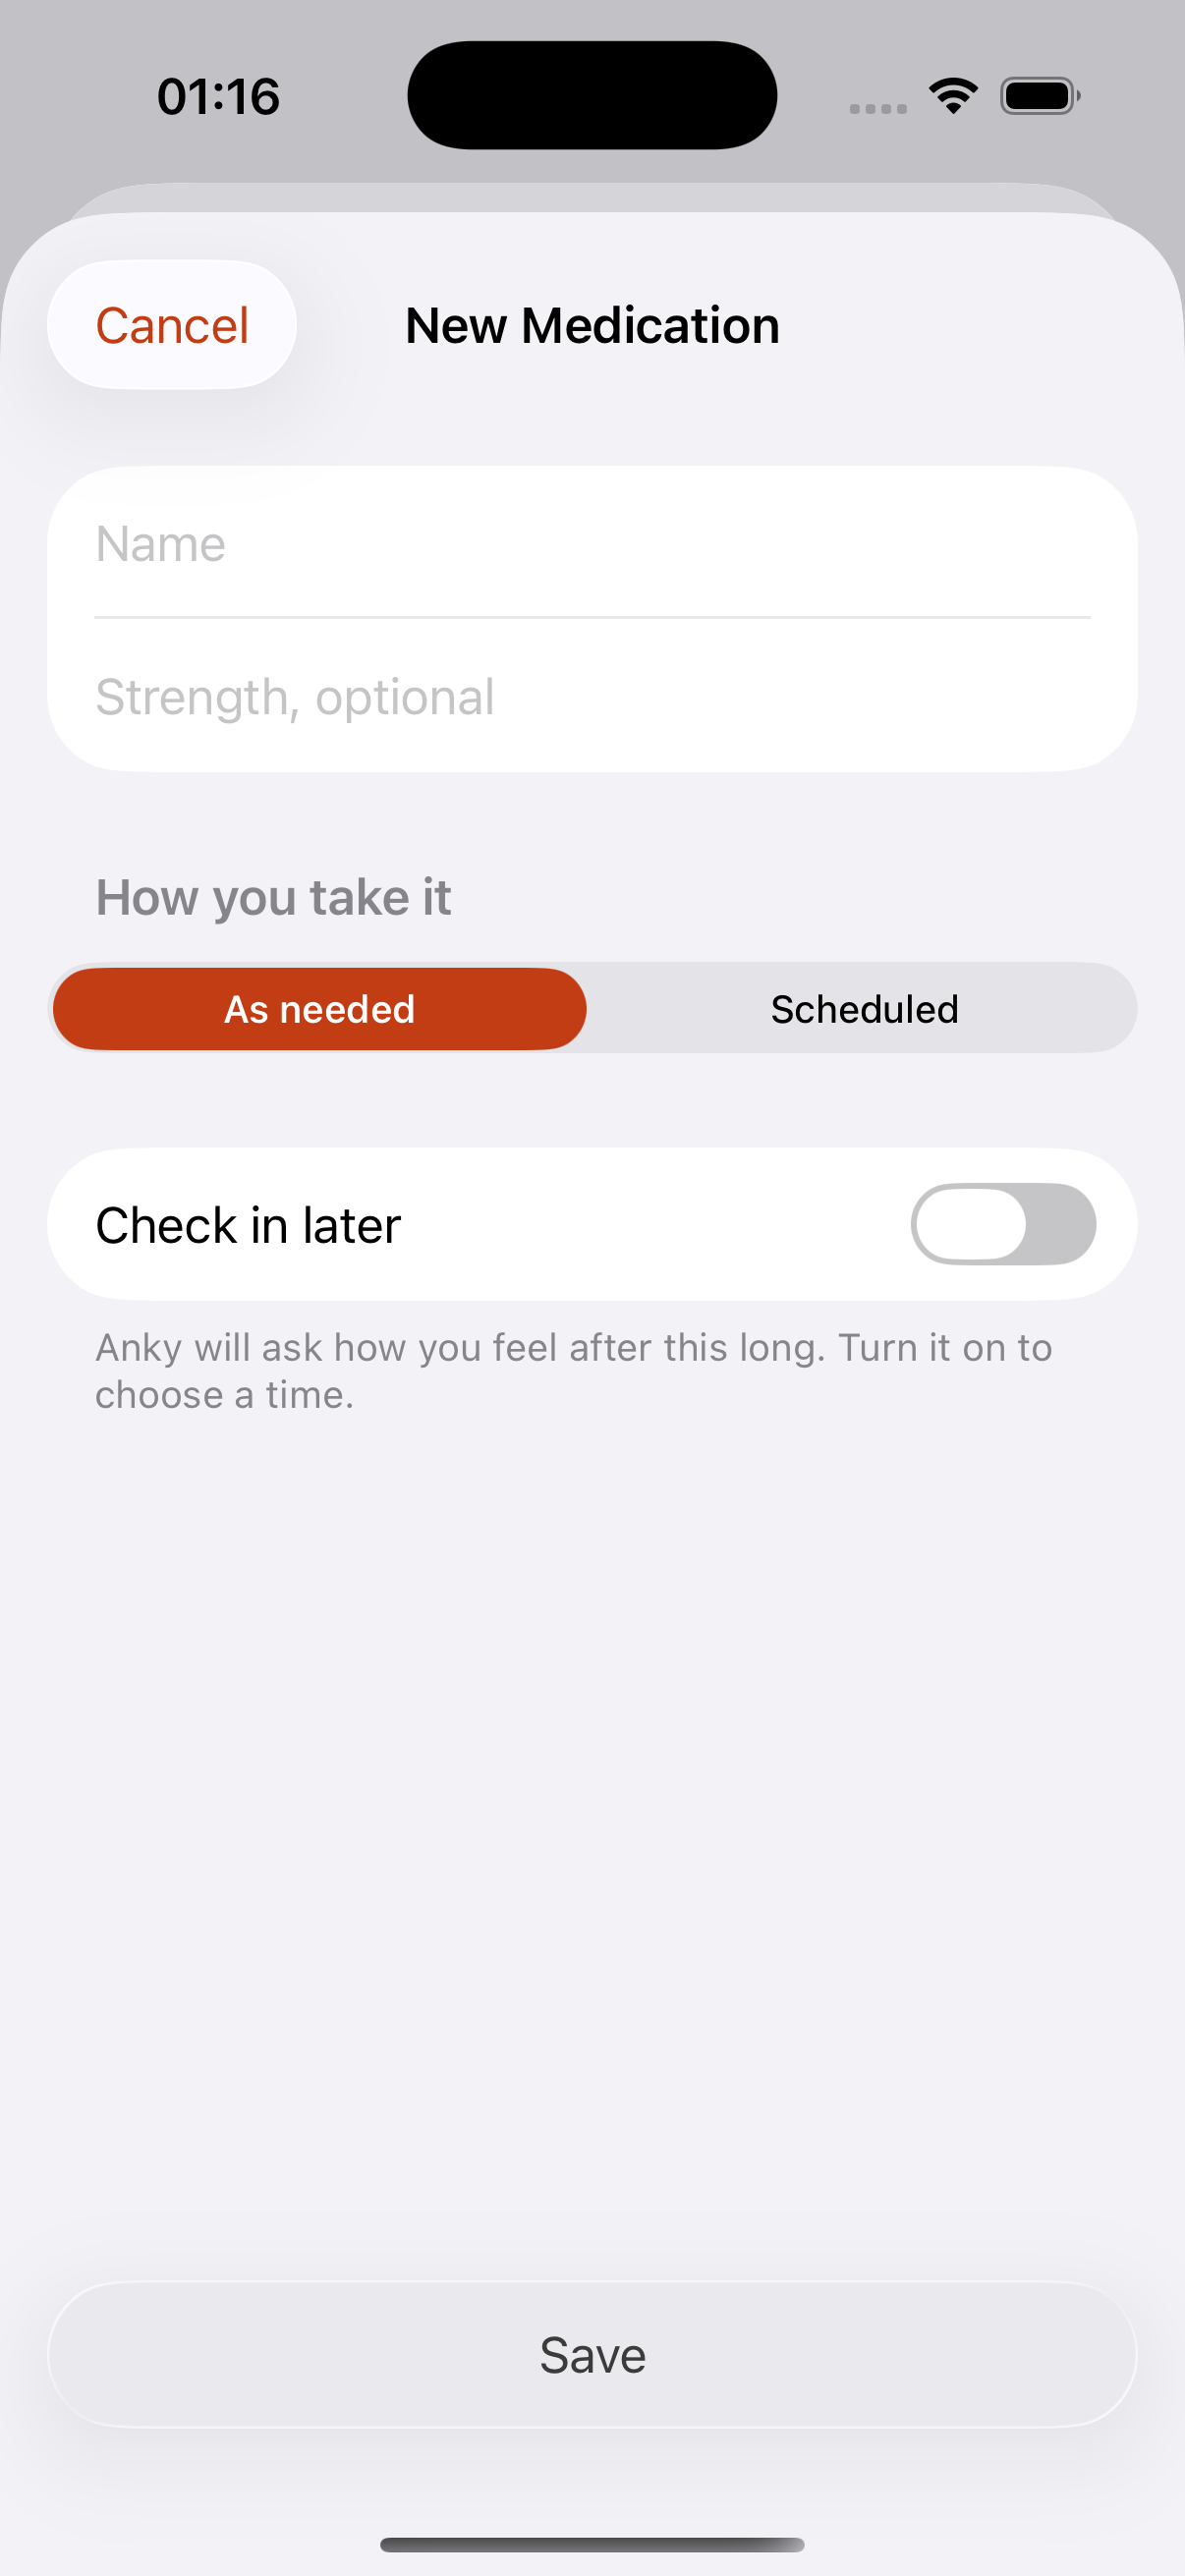 01:16
Cancel
New Medication
Name
Strength, optional
How you take it
As needed
Scheduled
Check in later
Anky will ask how you feel after this long. Turn it on to
choose a time.
Save